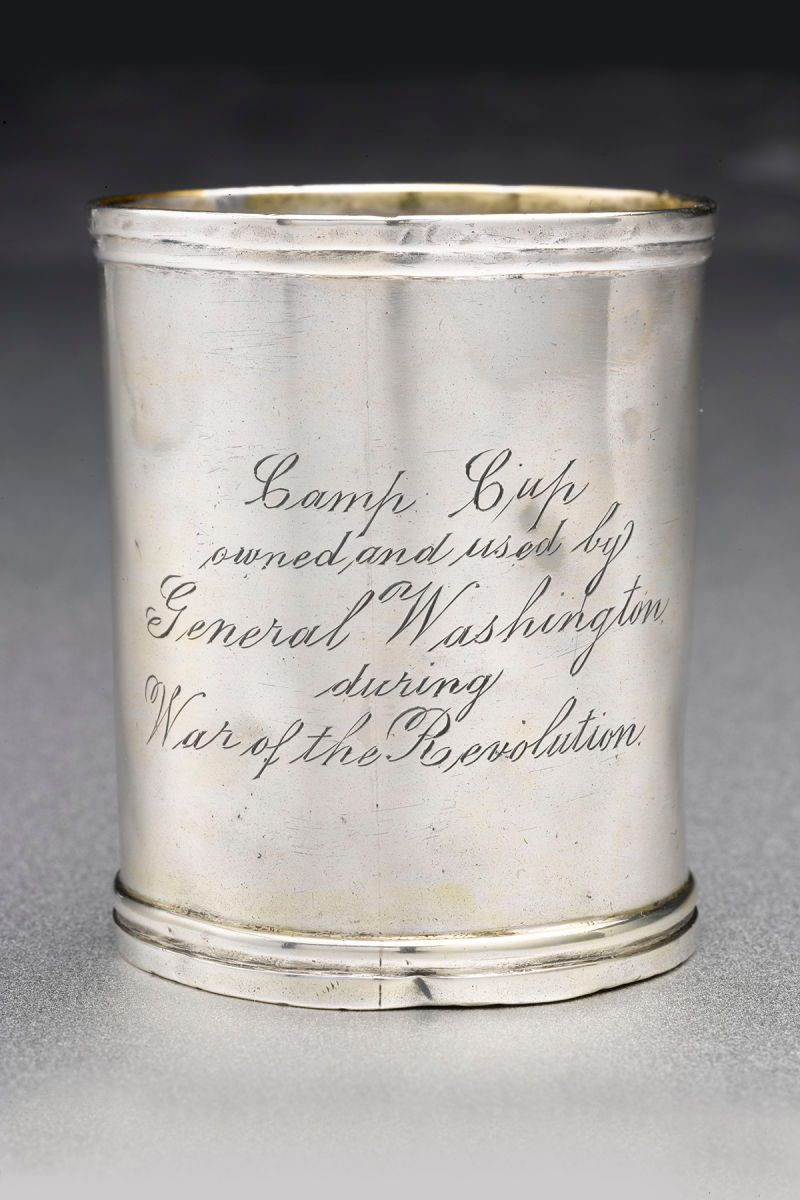 Camp Cup
owned and used by
General Washington
during
War of the Revolution.